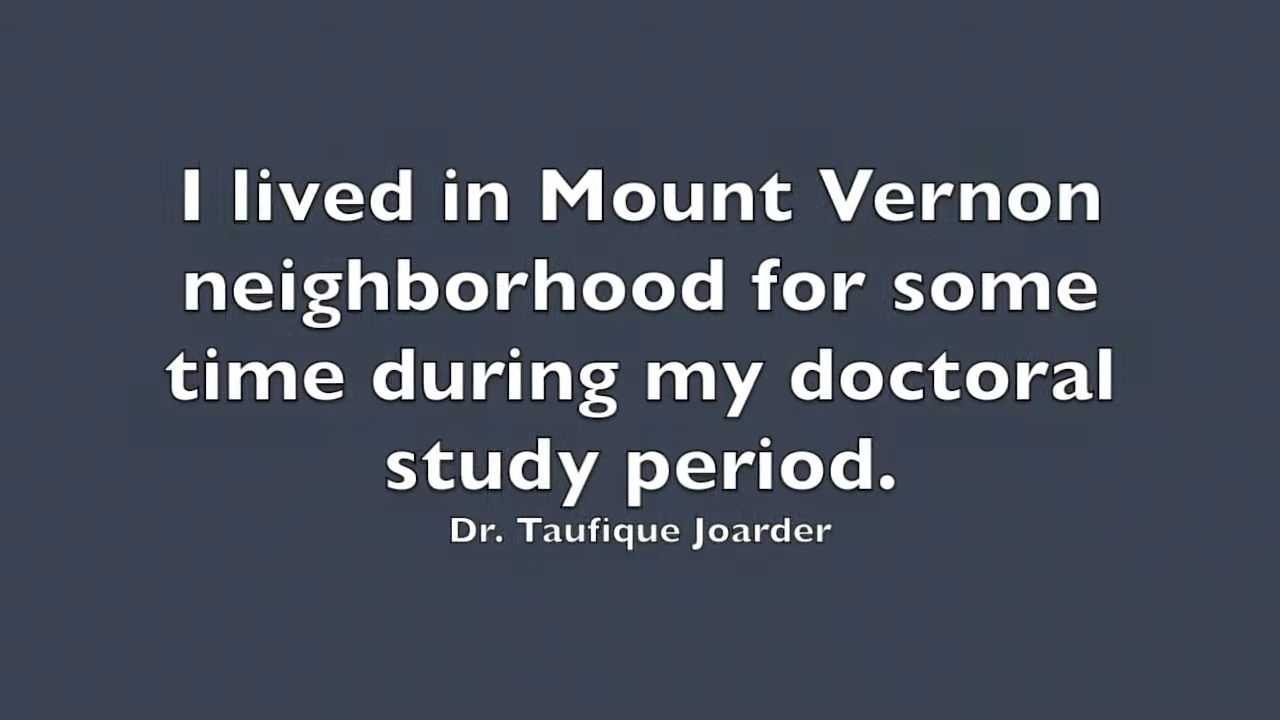 I lived in Mount Vernon
neighborhood for some
time during my doctoral
study period.
Dr. Taufique Joarder